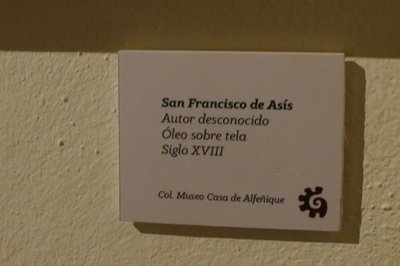 San Francisco de Asís
Autor desconocido
Óleo sobre tela
Siglo XVIII
Col. Museo Casa de Alfeñique